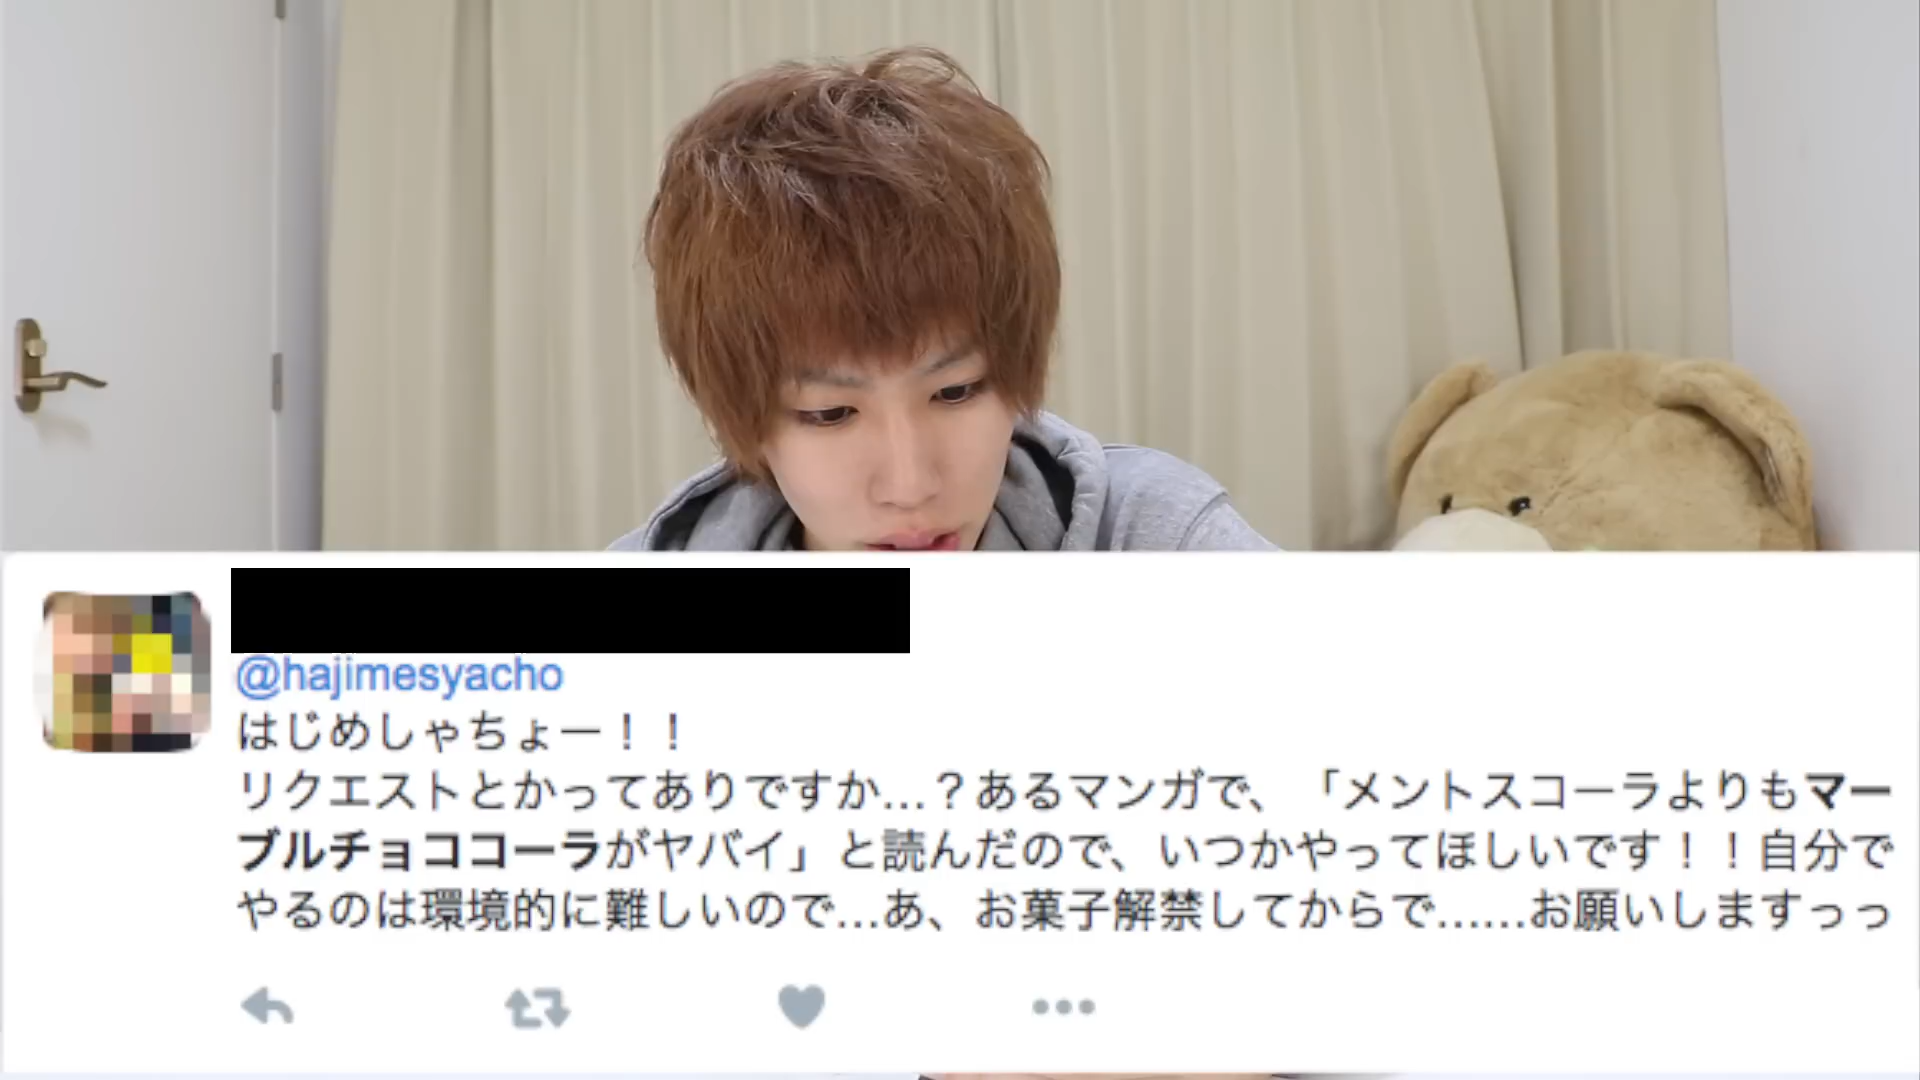 @hajimesyacho
はじめしゃちょー！！
リクエストとかってありですか…？あるマンガで、「メントスコーラよりもマー
ブルチョココーラがヤバイ」と読んだので、いつかやってほしいです！！自分で
やるのは環境的に難しいので…あ、お菓子解禁してからで……お願いしますっっ